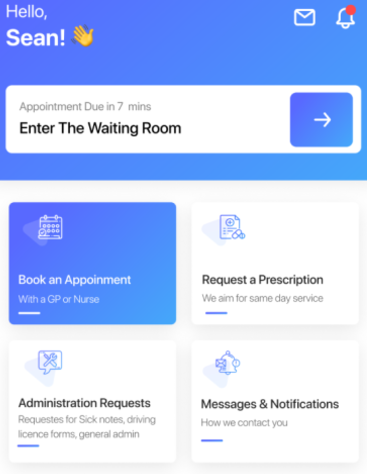 Hello,
Sean! 👋
Appointment Due in 7 mins
Enter The Waiting Room
Book an Appoinment
With a GP or Nurse
Request a Prescription
We aim for same day service
Administration Requests
Requestes for Sick notes, driving
licence forms, general admin
Messages & Notifications
How we contact you